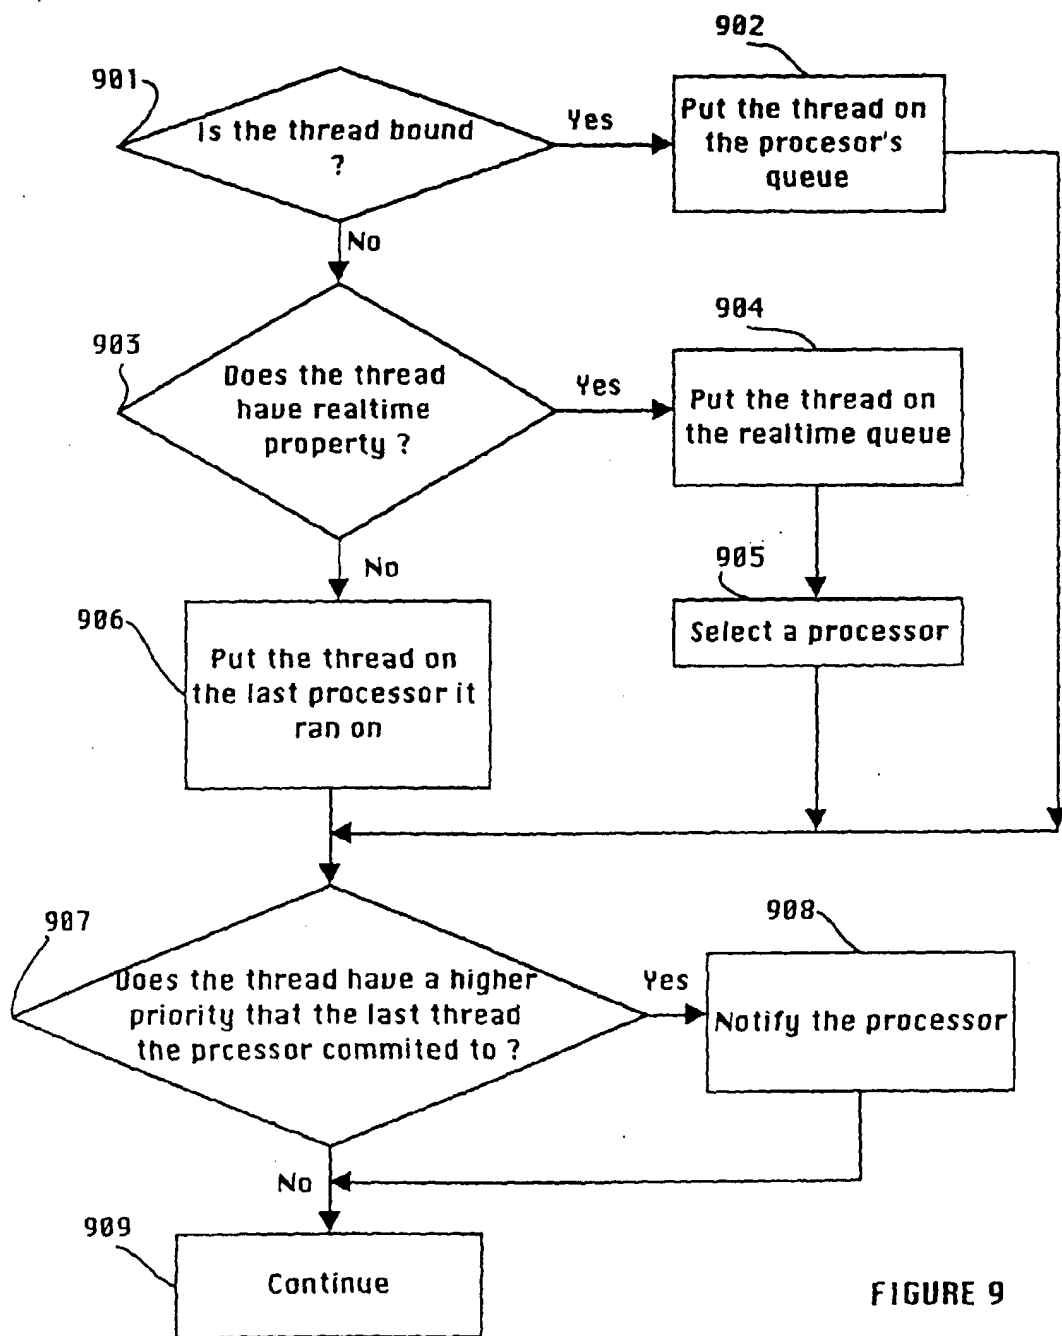 902
901
Is the thread bound
?
Yes
Put the thread on
the procesor's
queue
No
904
903
Does the thread
have realtime
property ?
Yes
Put the thread on
the realtime queue
No
905
906
Select a processor
Put the thread on
the last processor it
ran on
907
908
Does the thread have a higher
priority that the last thread
the prcessor commited to ?
Yes
Notify the processor
No
909
Continue
FIGURE 9